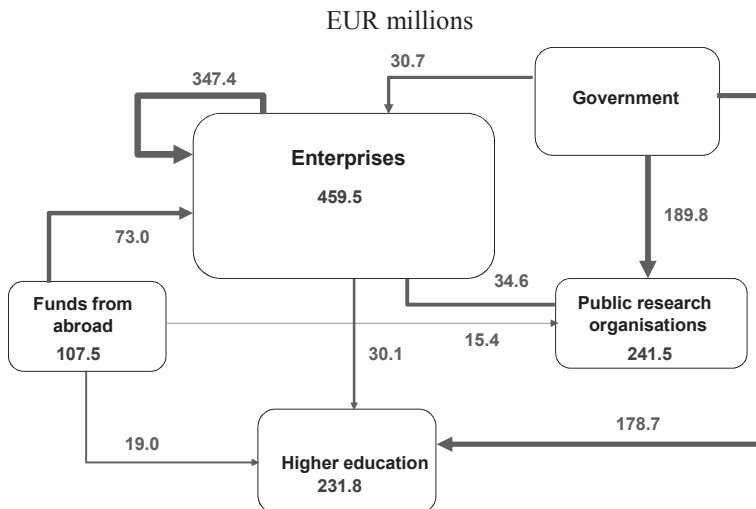 EUR millions
347.4
30.7
Government
Enterprises
459.5
189.8
73.0
34.6
Funds from
abroad
107.5
Public research
organisations
241.5
15.4
30.1
19.0
178.7
Higher education
231.8